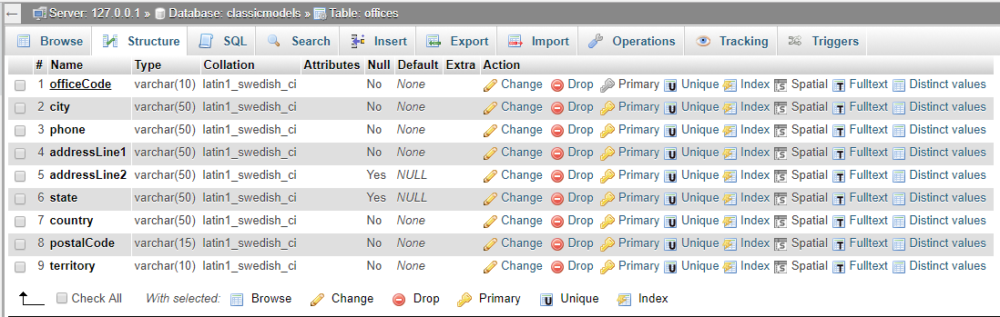 Server: 127.0.0.1 » Database: classicmodels » Table: offices
Browse Structure SQL Search Insert Export Import Operations Tracking Triggers
# Name Type Collation Attributes Null Default Extra Action
1 officeCode varchar(10) latin1_swedish_ci No None Change Drop Primary Unique Index Spatial Fulltext Distinct values
2 city varchar(50) latin1_swedish_ci No None Change Drop Primary Unique Index Spatial Fulltext Distinct values
3 phone varchar(50) latin1_swedish_ci No None Change Drop Primary Unique Index Spatial Fulltext Distinct values
4 addressLine1 varchar(50) latin1_swedish_ci No None Change Drop Primary Unique Index Spatial Fulltext Distinct values
5 addressLine2 varchar(50) latin1_swedish_ci Yes NULL Change Drop Primary Unique Index Spatial Fulltext Distinct values
6 state varchar(50) latin1_swedish_ci Yes NULL Change Drop Primary Unique Index Spatial Fulltext Distinct values
7 country varchar(50) latin1_swedish_ci No None Change Drop Primary Unique Index Spatial Fulltext Distinct values
8 postalCode varchar(15) latin1_swedish_ci No None Change Drop Primary Unique Index Spatial Fulltext Distinct values
9 territory varchar(10) latin1_swedish_ci No None Change Drop Primary Unique Index Spatial Fulltext Distinct values
Check All With selected: Browse Change Drop Primary Unique Index